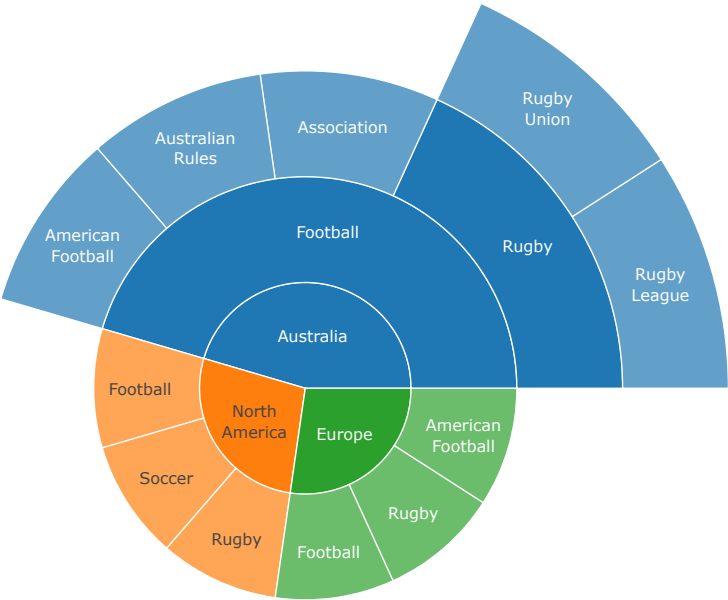 Rugby
Union
Association
Australian
Rules
American
Football
Football
Rugby
Rugby
League
Australia
Football
North
America
Europe
American
Football
Soccer
Rugby
Rugby
Football